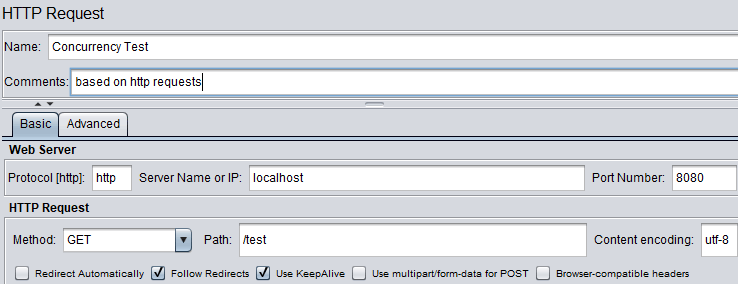 HTTP Request
Name: Concurrency Test
Comments: based on http requests
Basic Advanced
Web Server
Protocol [http]: http Server Name or IP: localhost Port Number: 8080
HTTP Request
Method: GET Path: /test Content encoding: utf-8
Redirect Automatically Follow Redirects Use KeepAlive Use multipart/form-data for POST Browser-compatible headers